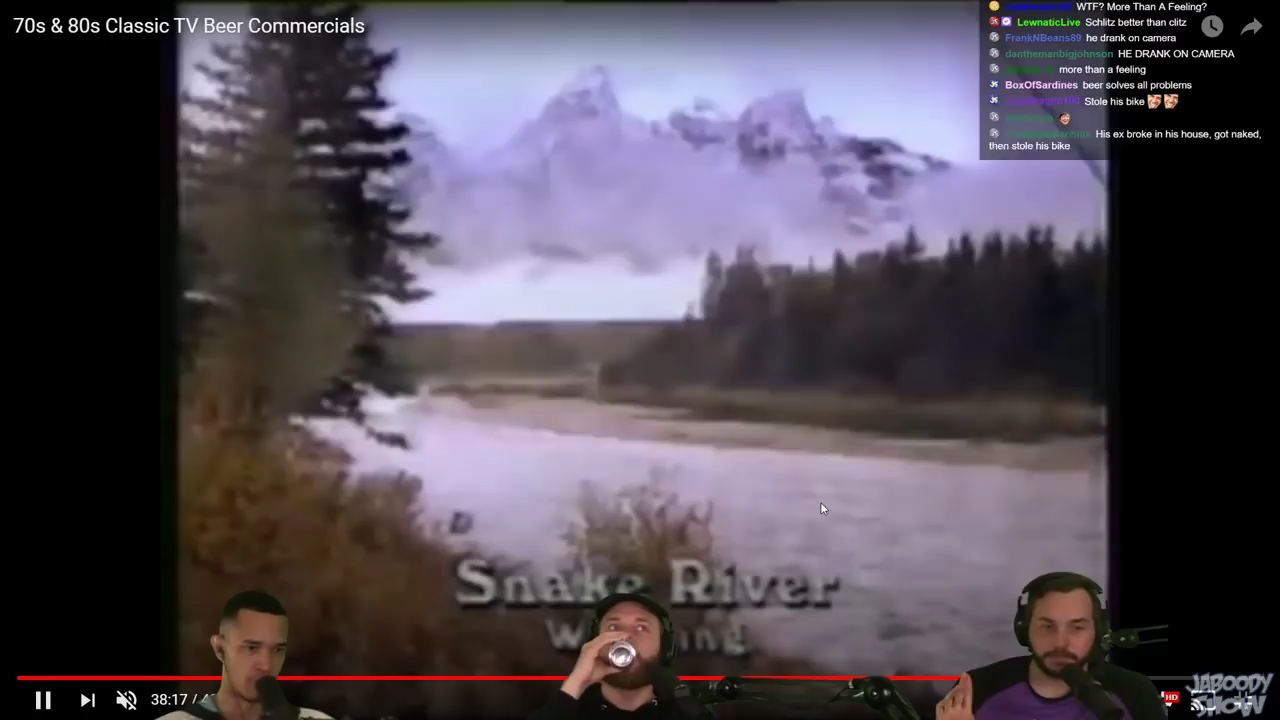 70s & 80s Classic TV Beer Commercials
WTF? More Than A Feeling?
LewnaticLive Schlitz better than clitz
FrankNBeans89 he drank on camera
danthemanbigjohnson HE DRANK ON CAMERA
more than a feeling
BoxOfSardines beer solves all problems
Stole his bike
His ex broke in his house, got naked,
then stole his bike
Snake River
38:17 /
HD
JABOODY
SHOW